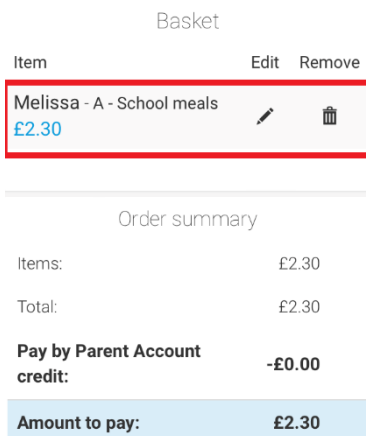 Basket
Item Edit Remove
Melissa - A - School meals
£2.30
Order summary
Items: £2.30
Total: £2.30
Pay by Parent Account
credit: -£0.00
Amount to pay: £2.30